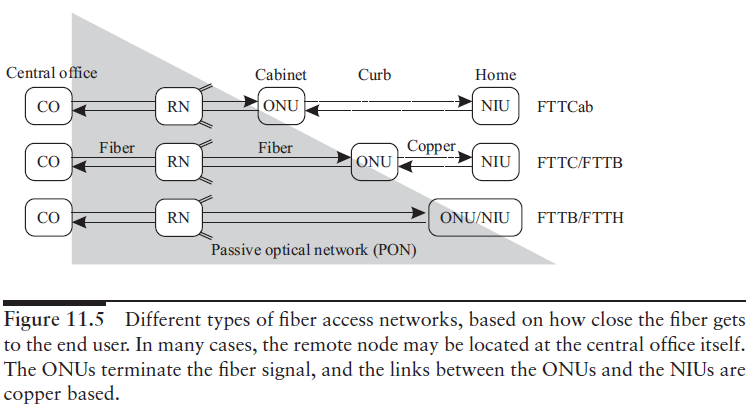 Central office Cabinet Curb Home
CO RN ONU NIU FTTCab
Fiber Fiber Copper
CO RN ONU NIU FTTC/FTTB
CO RN ONU/NIU FTTB/FTTH
Passive optical network (PON)
Figure 11.5 Different types of fiber access networks, based on how close the fiber gets
to the end user. In many cases, the remote node may be located at the central office itself.
The ONUs terminate the fiber signal, and the links between the ONUs and the NIUs are
copper based.